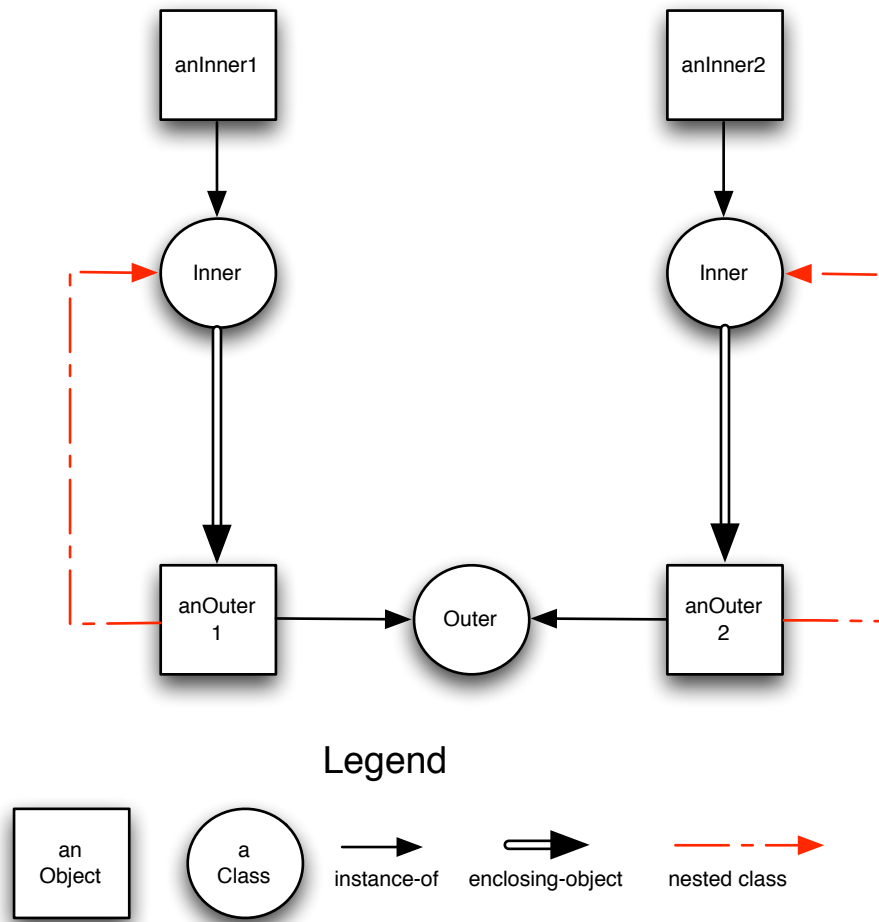 anInner1
anInner2
Inner
Inner
anOuter
1
Outer
anOuter
2
Legend
an
Object
a
Class
instance-of
enclosing-object
nested class